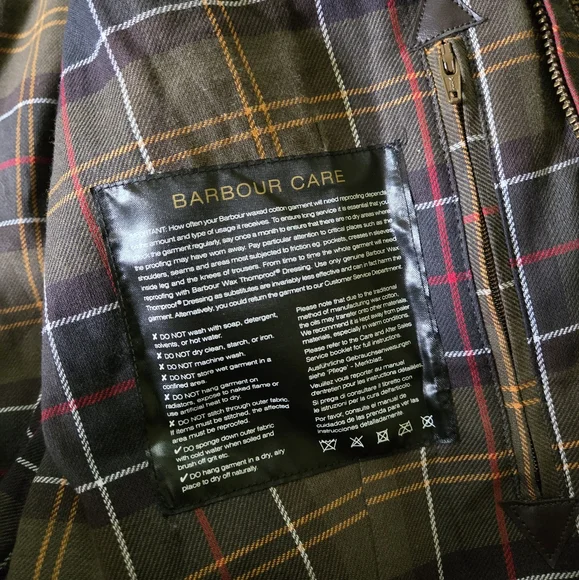 BARBOUR CARE
IMPORTANT: How often your Barbour waxed cotton garment will need reproofing depends
the amount and type of usage it receives. To ensure long service it is essential that you
the garment regularly, say once a month to ensure that there are no dry areas where
the proofing may have worn away. Pay particular attention to critical places such as the
shoulders, seams and areas most subjected to friction eg. pockets, creases in sleeves
inside leg and the knees of trousers. From time to time the whole garment will need
reproofing with Barbour Wax Thornproof® Dressing. Use only genuine Barbour
Thornproof® Dressing as substitutes are invariably less effective and can in fact harm the
garment. Alternatively, you could return the garment to our Customer Service Department.
✗ DO NOT wash with soap, detergent,
solvents, or hot water.
✗ DO NOT dry clean, starch, or iron.
✗ DO NOT machine wash.
✗ DO NOT store wet garment in a
confined area.
✗ DO NOT hang garment on
radiators, expose to naked flame or
use artificial heat to dry.
✗ DO NOT stitch through outer fabric
if items must be stitched, the affected
area must be reproofed.
✔ DO sponge down outer fabric
with cold water when soiled and
brush off grit etc.
✔ DO hang garment in a dry, airy
place to dry off naturally.
Please note that due to the traditional
method of manufacturing wax cotton,
the oils may transfer onto other materials.
We recommend it is kept away from pale
materials, especially in warm conditions
Please refer to the Care and After Sales
Service booklet for full instructions.
Ausführliche Gebrauchsanweisungen
siehe 'Pflege' - Merkblatt.
Veuillez vous reporter au manuel
d'entretien pour les instructions détaillées
Si prega di consultare il libretto con
le istruzioni per la cura dell'articolo
Por favor, consulta el manual de
cuidados de las prendas para ver las
instrucciones detalladamente